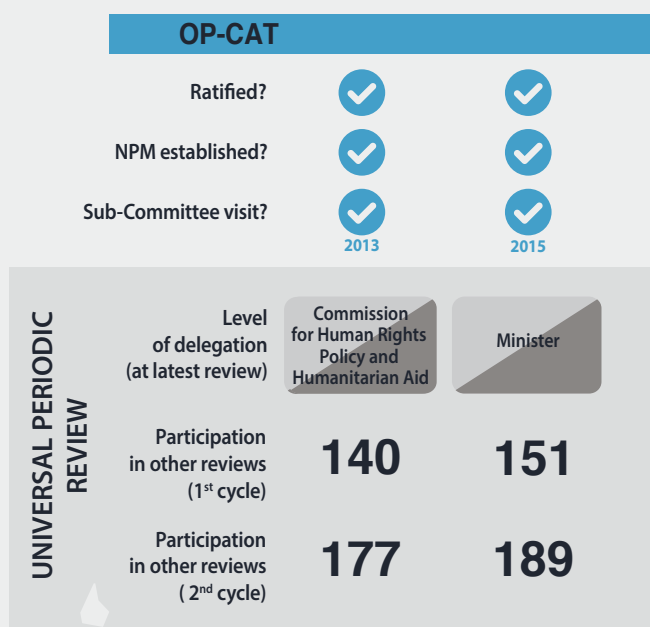 OP-CAT
Ratified?
NPM established?
Sub-Committee visit?
2013
2015
UNIVERSAL PERIODIC
REVIEW
Level
of delegation
(at latest review)
Commission
for Human Rights
Policy and
Humanitarian Aid
Minister
Participation
in other reviews
(1st cycle)
140
151
Participation
in other reviews
( 2nd cycle)
177
189